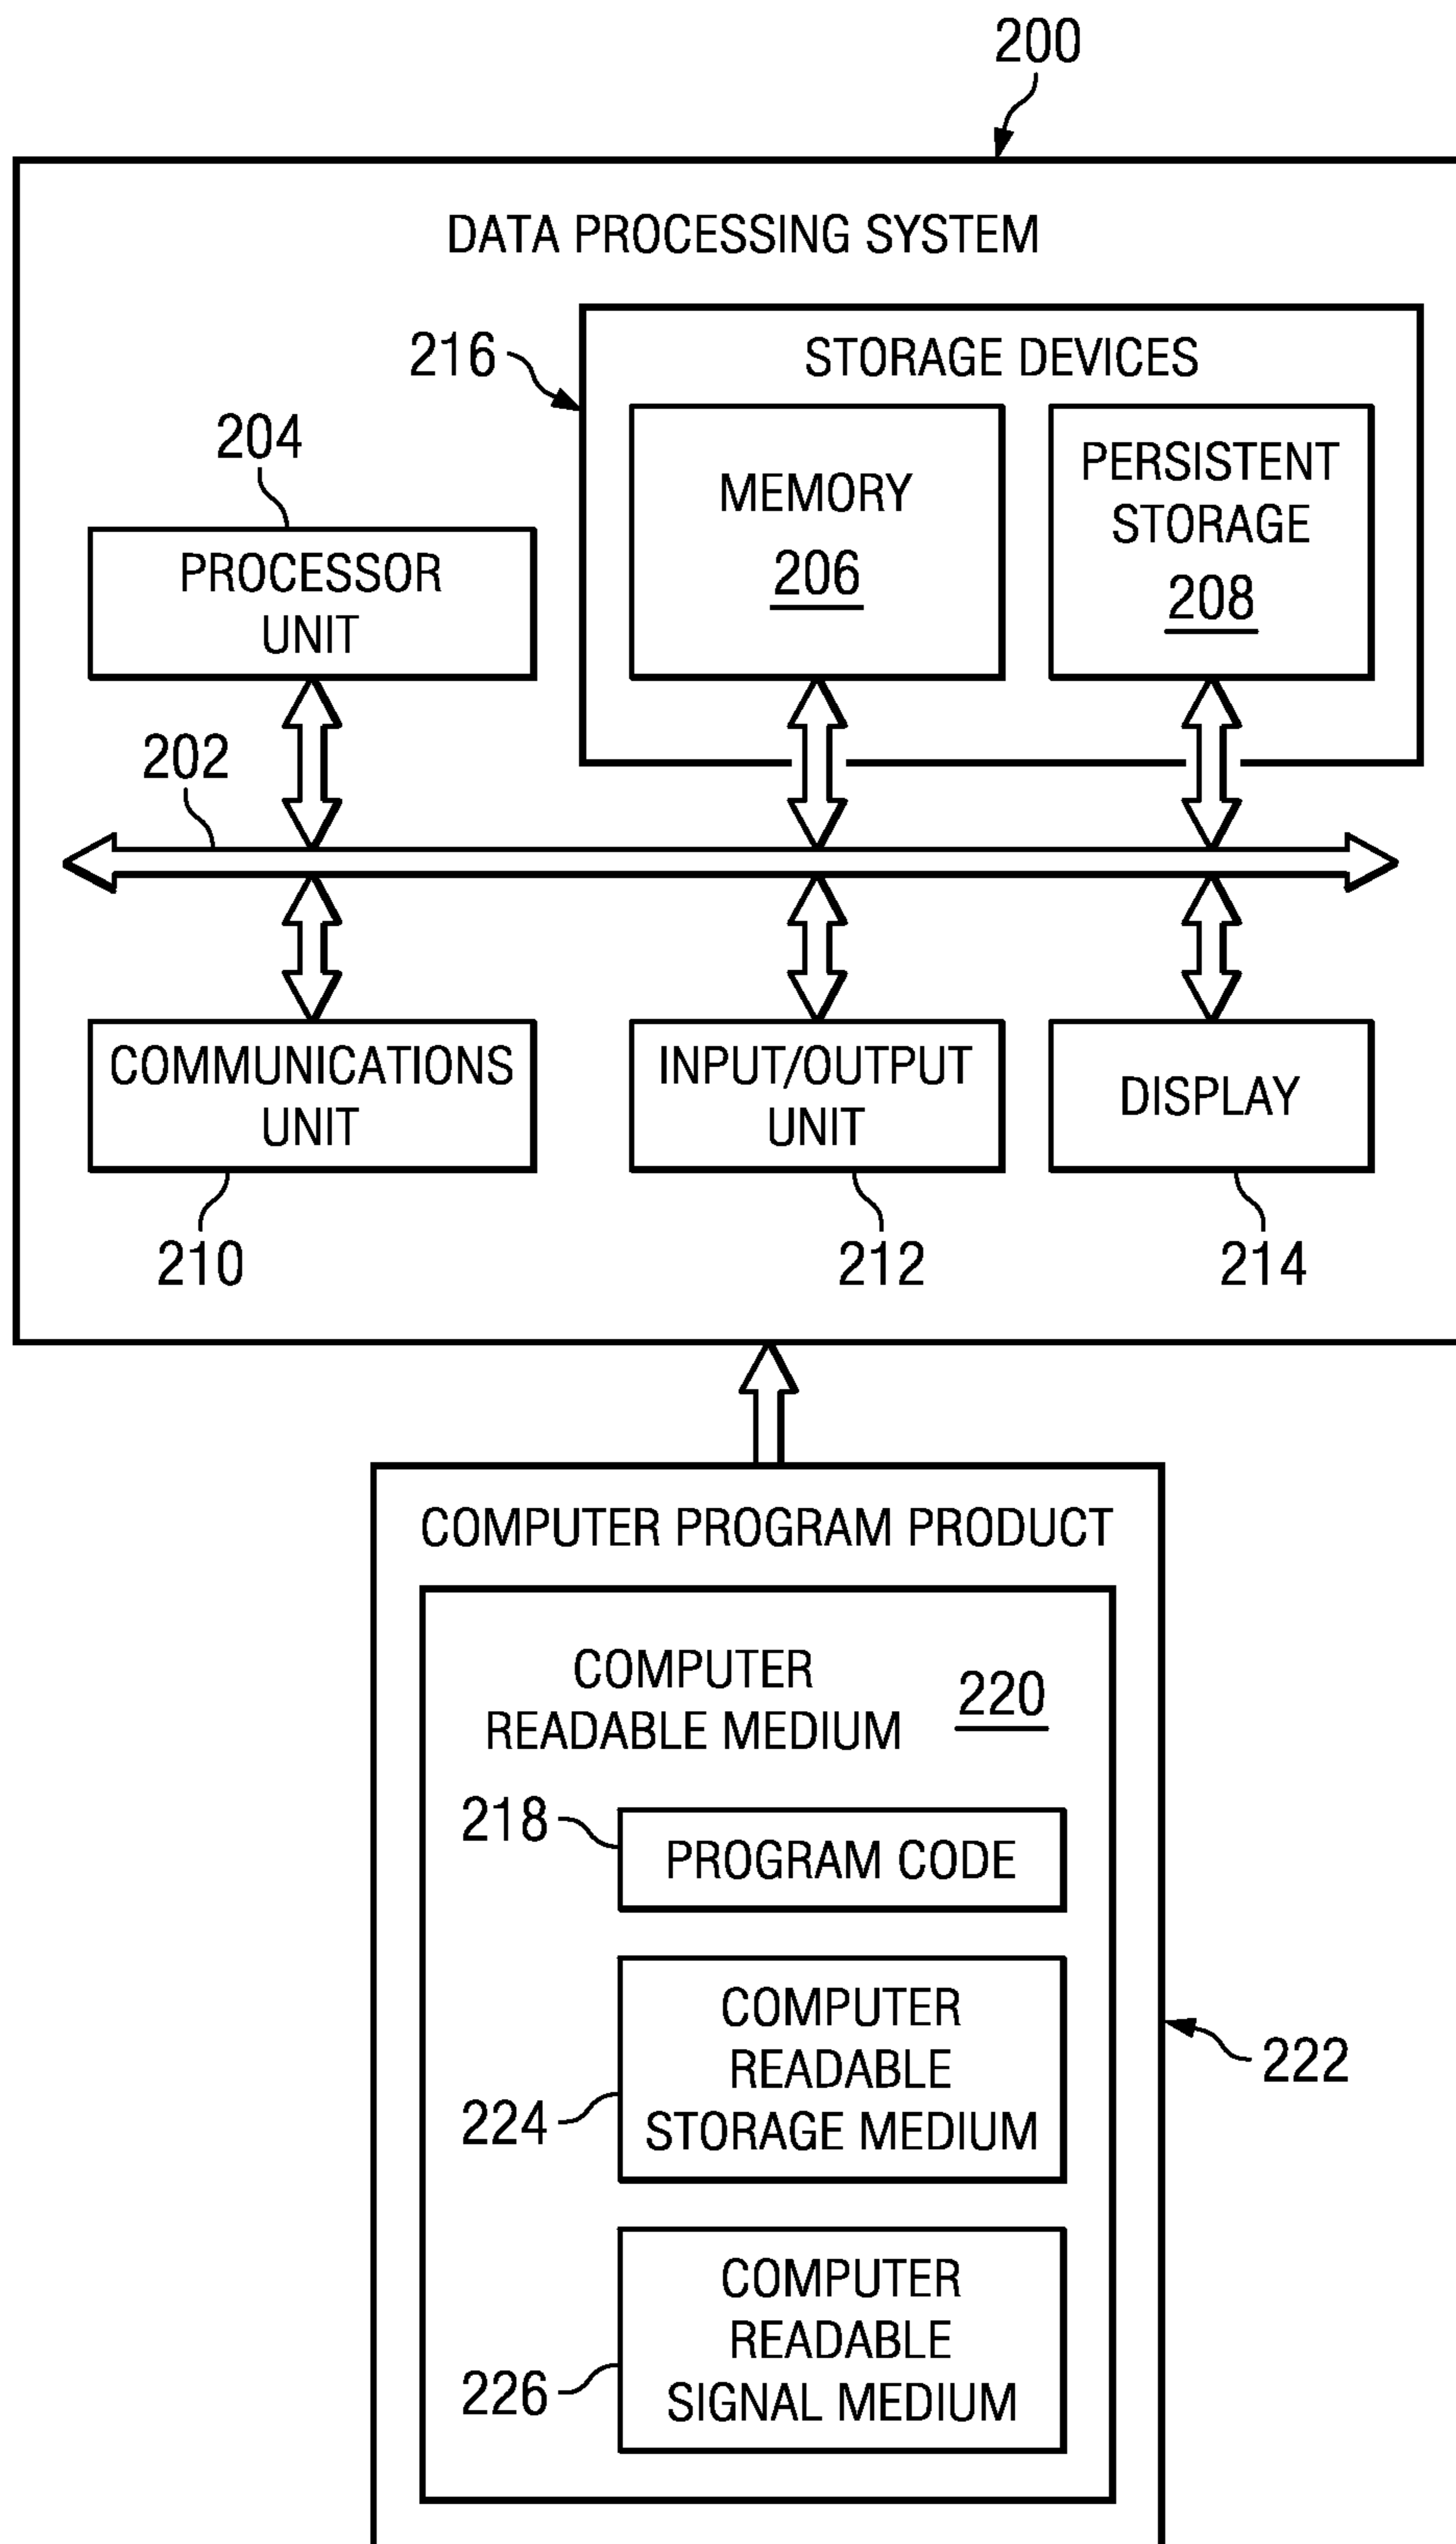 200
DATA PROCESSING SYSTEM
216
STORAGE DEVICES
204
PROCESSOR
UNIT
MEMORY
206
PERSISTENT
STORAGE
208
202
COMMUNICATIONS
UNIT
INPUT/OUTPUT
UNIT
DISPLAY
210
212
214
COMPUTER PROGRAM PRODUCT
COMPUTER
READABLE MEDIUM
220
218
PROGRAM CODE
COMPUTER
READABLE
STORAGE MEDIUM
224
222
COMPUTER
READABLE
SIGNAL MEDIUM
226